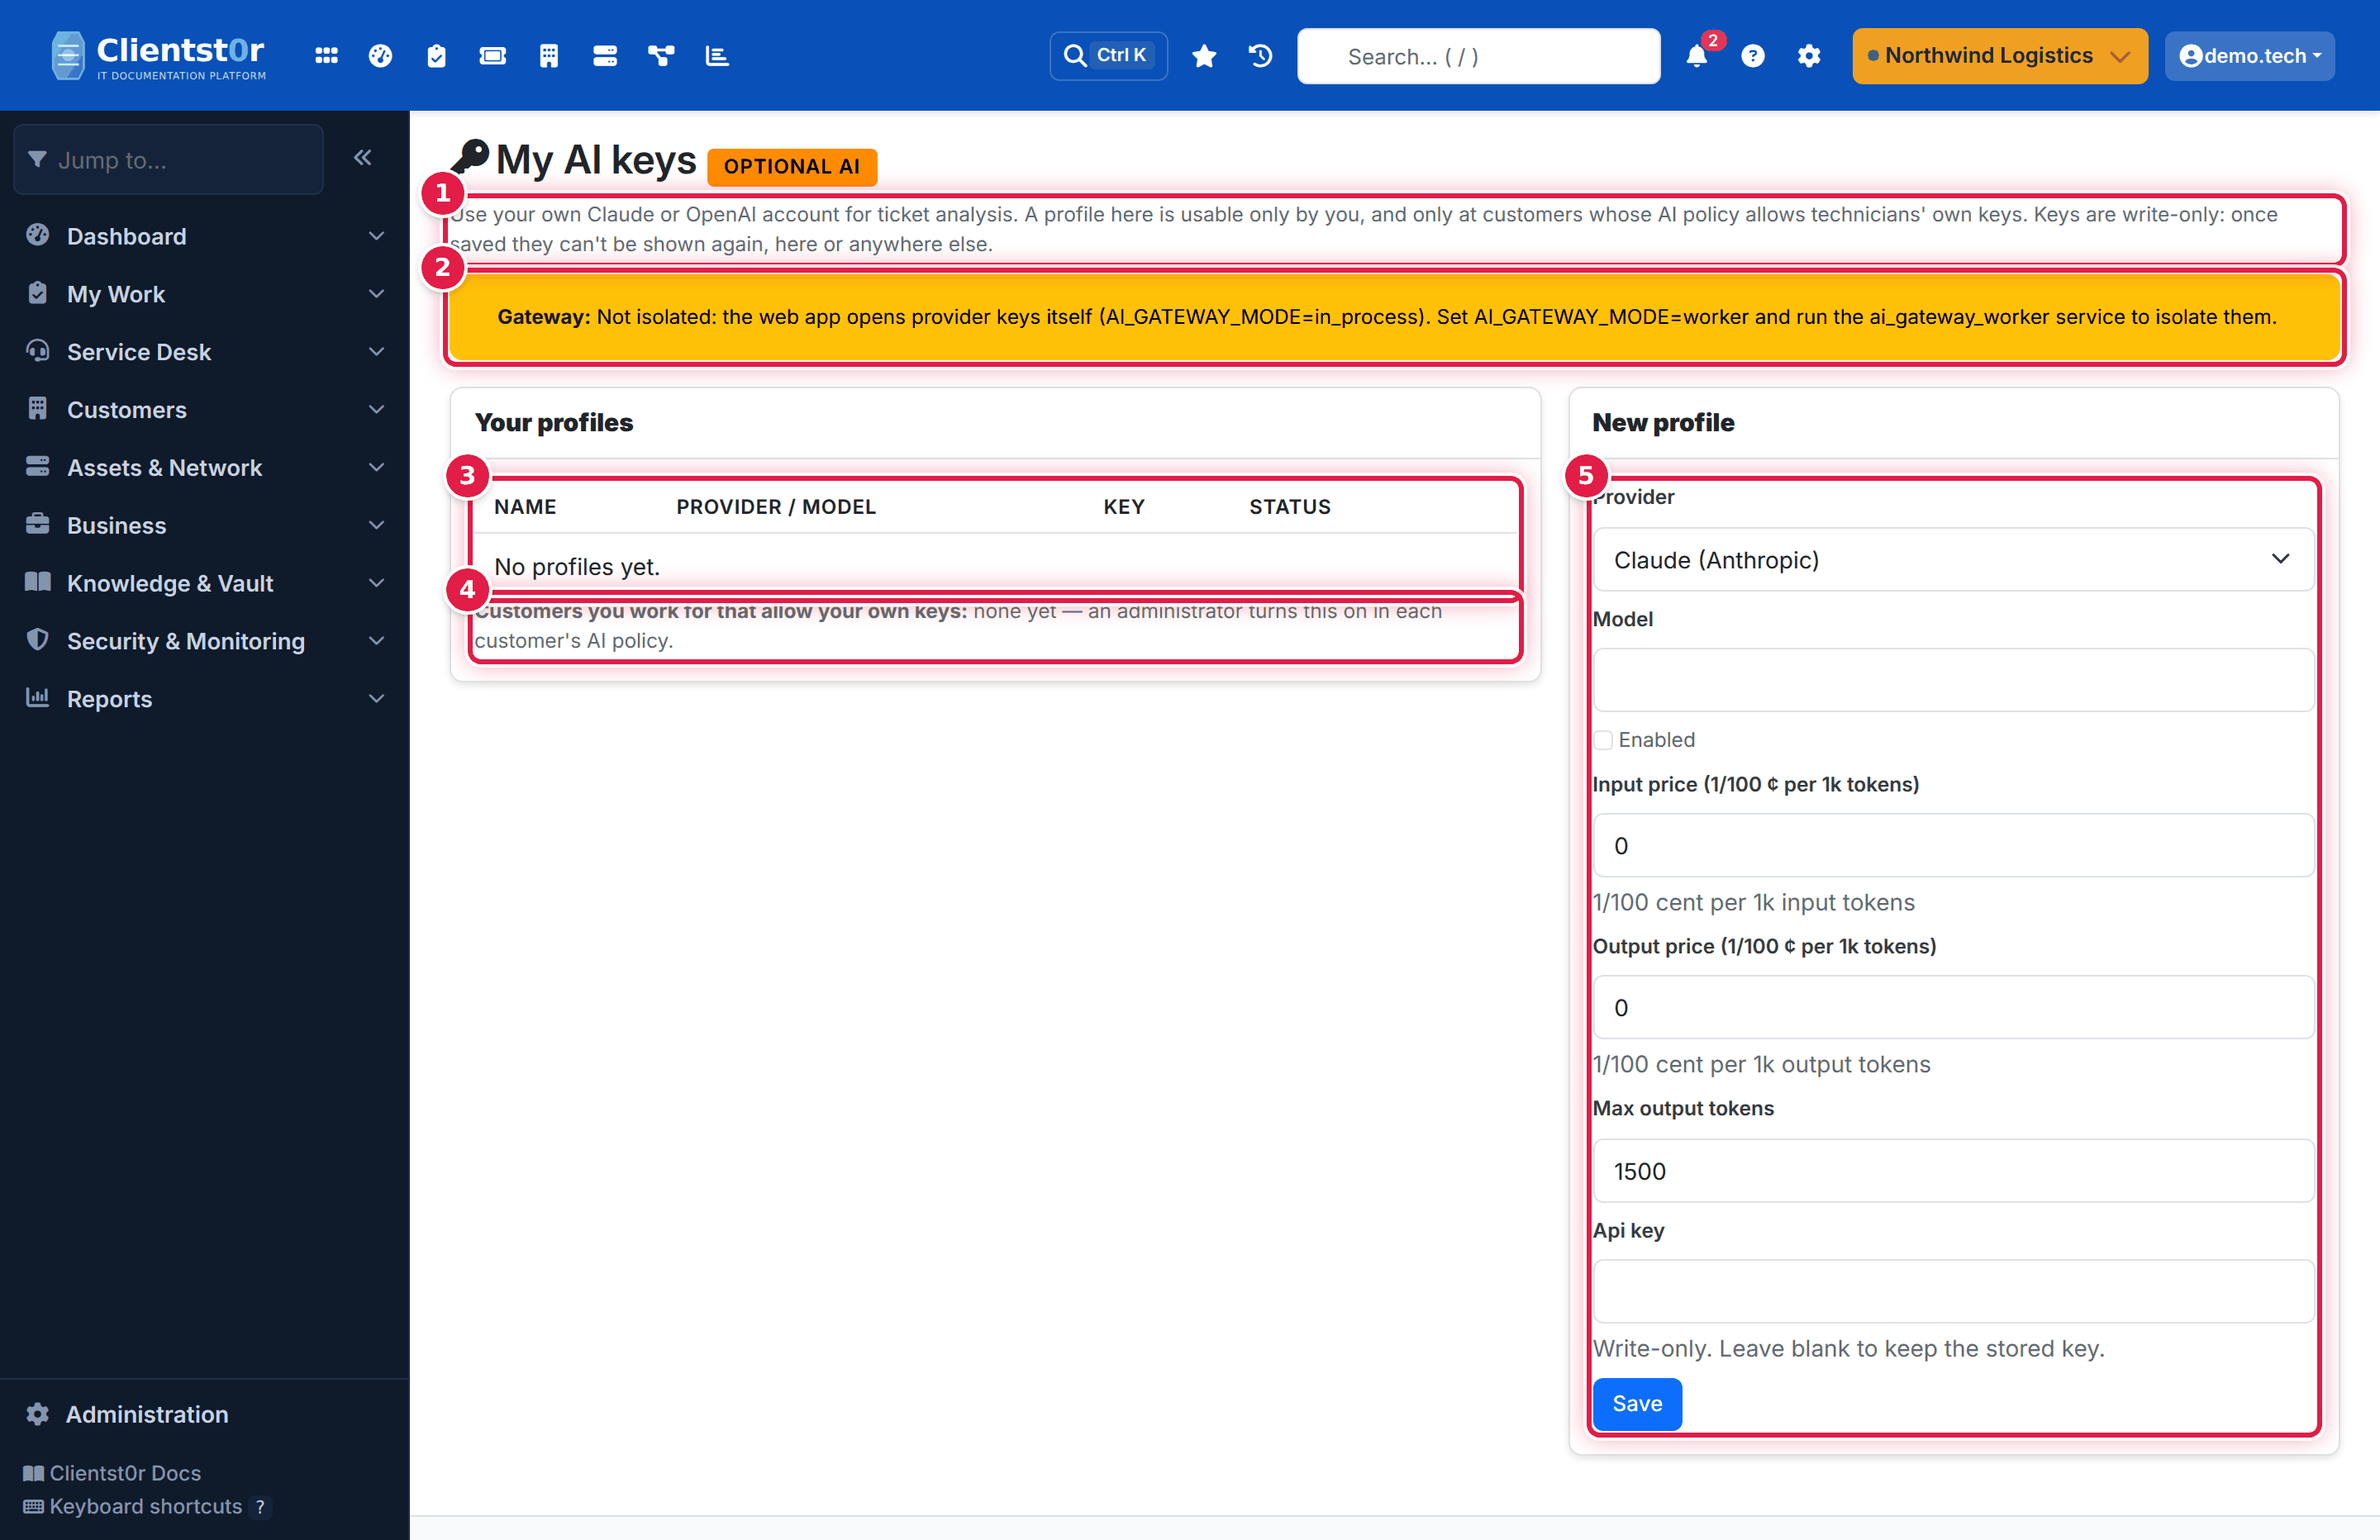 Clientst0r
IT DOCUMENTATION PLATFORM
Ctrl K
Search... ( / )
2
?
Northwind Logistics
demo.tech
Jump to...
Dashboard
My Work
Service Desk
Customers
Assets & Network
Business
Knowledge & Vault
Security & Monitoring
Reports
Administration
Clientst0r Docs
Keyboard shortcuts ?
My AI keys OPTIONAL AI
1
Use your own Claude or OpenAI account for ticket analysis. A profile here is usable only by you, and only at customers whose AI policy allows technicians' own keys. Keys are write-only: once
saved they can't be shown again, here or anywhere else.
2
Gateway: Not isolated: the web app opens provider keys itself (AI_GATEWAY_MODE=in_process). Set AI_GATEWAY_MODE=worker and run the ai_gateway_worker service to isolate them.
Your profiles
3
NAME PROVIDER / MODEL KEY STATUS
No profiles yet.
4
Customers you work for that allow your own keys: none yet — an administrator turns this on in each
customer's AI policy.
New profile
5
Provider
Claude (Anthropic)
Model
Enabled
Input price (1/100 ¢ per 1k tokens)
0
1/100 cent per 1k input tokens
Output price (1/100 ¢ per 1k tokens)
0
1/100 cent per 1k output tokens
Max output tokens
1500
Api key
Write-only. Leave blank to keep the stored key.
Save